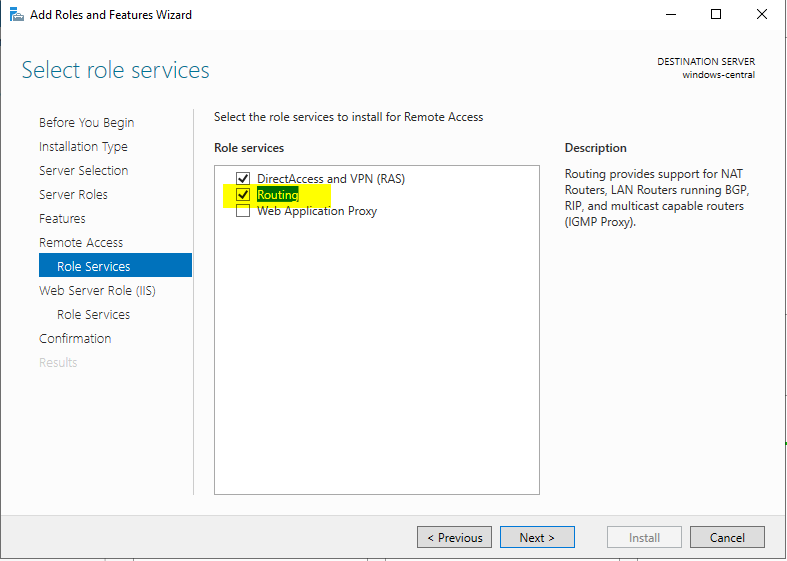 Add Roles and Features Wizard
Select role services
DESTINATION SERVER
windows-central
Before You Begin
Installation Type
Server Selection
Server Roles
Features
Remote Access
Role Services
Web Server Role (IIS)
Role Services
Confirmation
Results
Select the role services to install for Remote Access
Role services
DirectAccess and VPN (RAS)
Routing
Web Application Proxy
Description
Routing provides support for NAT
Routers, LAN Routers running BGP,
RIP, and multicast capable routers
(IGMP Proxy).
< Previous
Next >
Install
Cancel